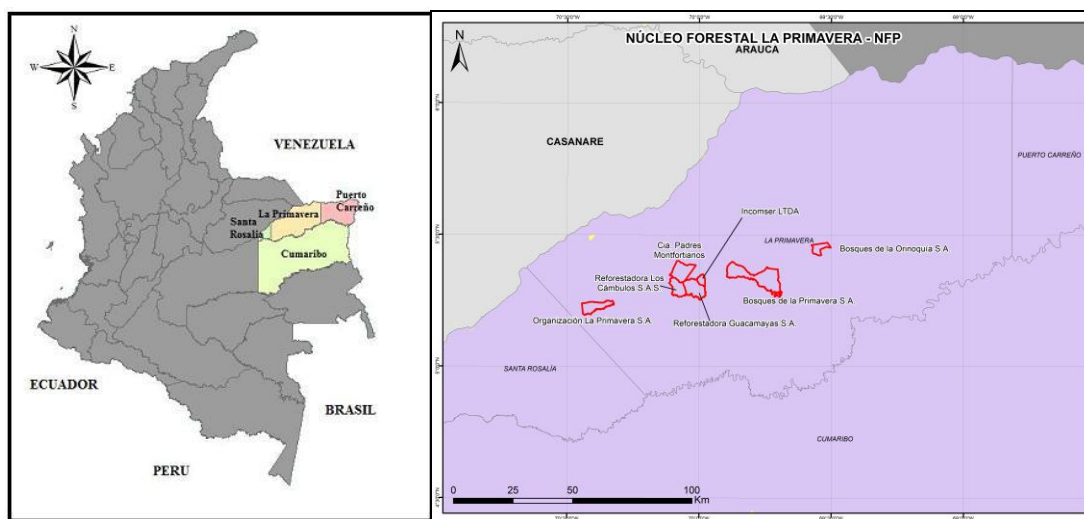 N
W
E
S
VENEZUELA
Puerto
Carreño
La Primavera
Santa
Rosalía
Cumaribo
ECUADOR
BRASIL
PERU
NÚCLEO FORESTAL LA PRIMAVERA - NFP
ARAUCA
N
CASANARE
PUERTO CARREÑO
Incomser LTDA
LA PRIMAVERA
Cia. Padres
Montfortianos
Bosques de la Orinoquia S.A.
Reforestadora Los
Cámbulos S.A.S
Bosques de la Primavera S.A.
Organización La Primavera S.A.
Reforestadora Guacamayas S.A.
SANTA ROSALÍA
CUMARIBO
0 25 50 100
Km